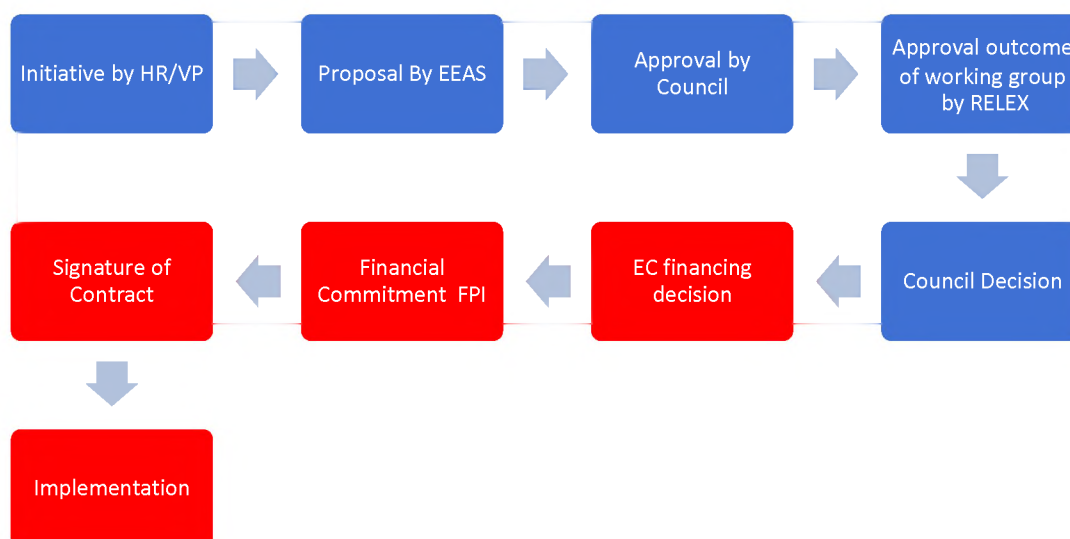 Initiative by HR/VP
Proposal By EEAS
Approval by
Council
Approval outcome
of working group
by RELEX
Council Decision
EC financing
decision
Financial
Commitment FPI
Signature of
Contract
Implementation